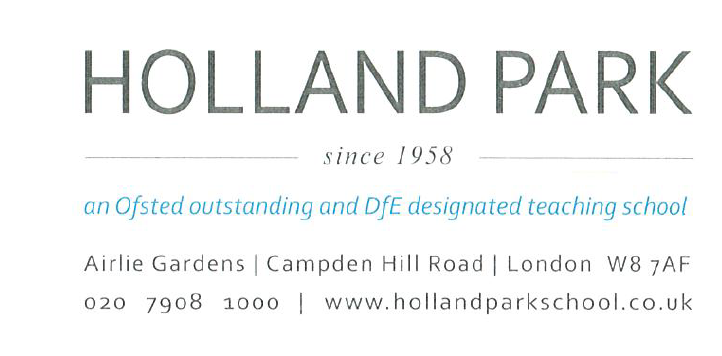 HOLLAND PARK
since 1958
an Ofsted outstanding and DfE designated teaching school
Airlie Gardens | Campden Hill Road | London W8 7AF
020 7908 1000 | www.hollandparkschool.co.uk